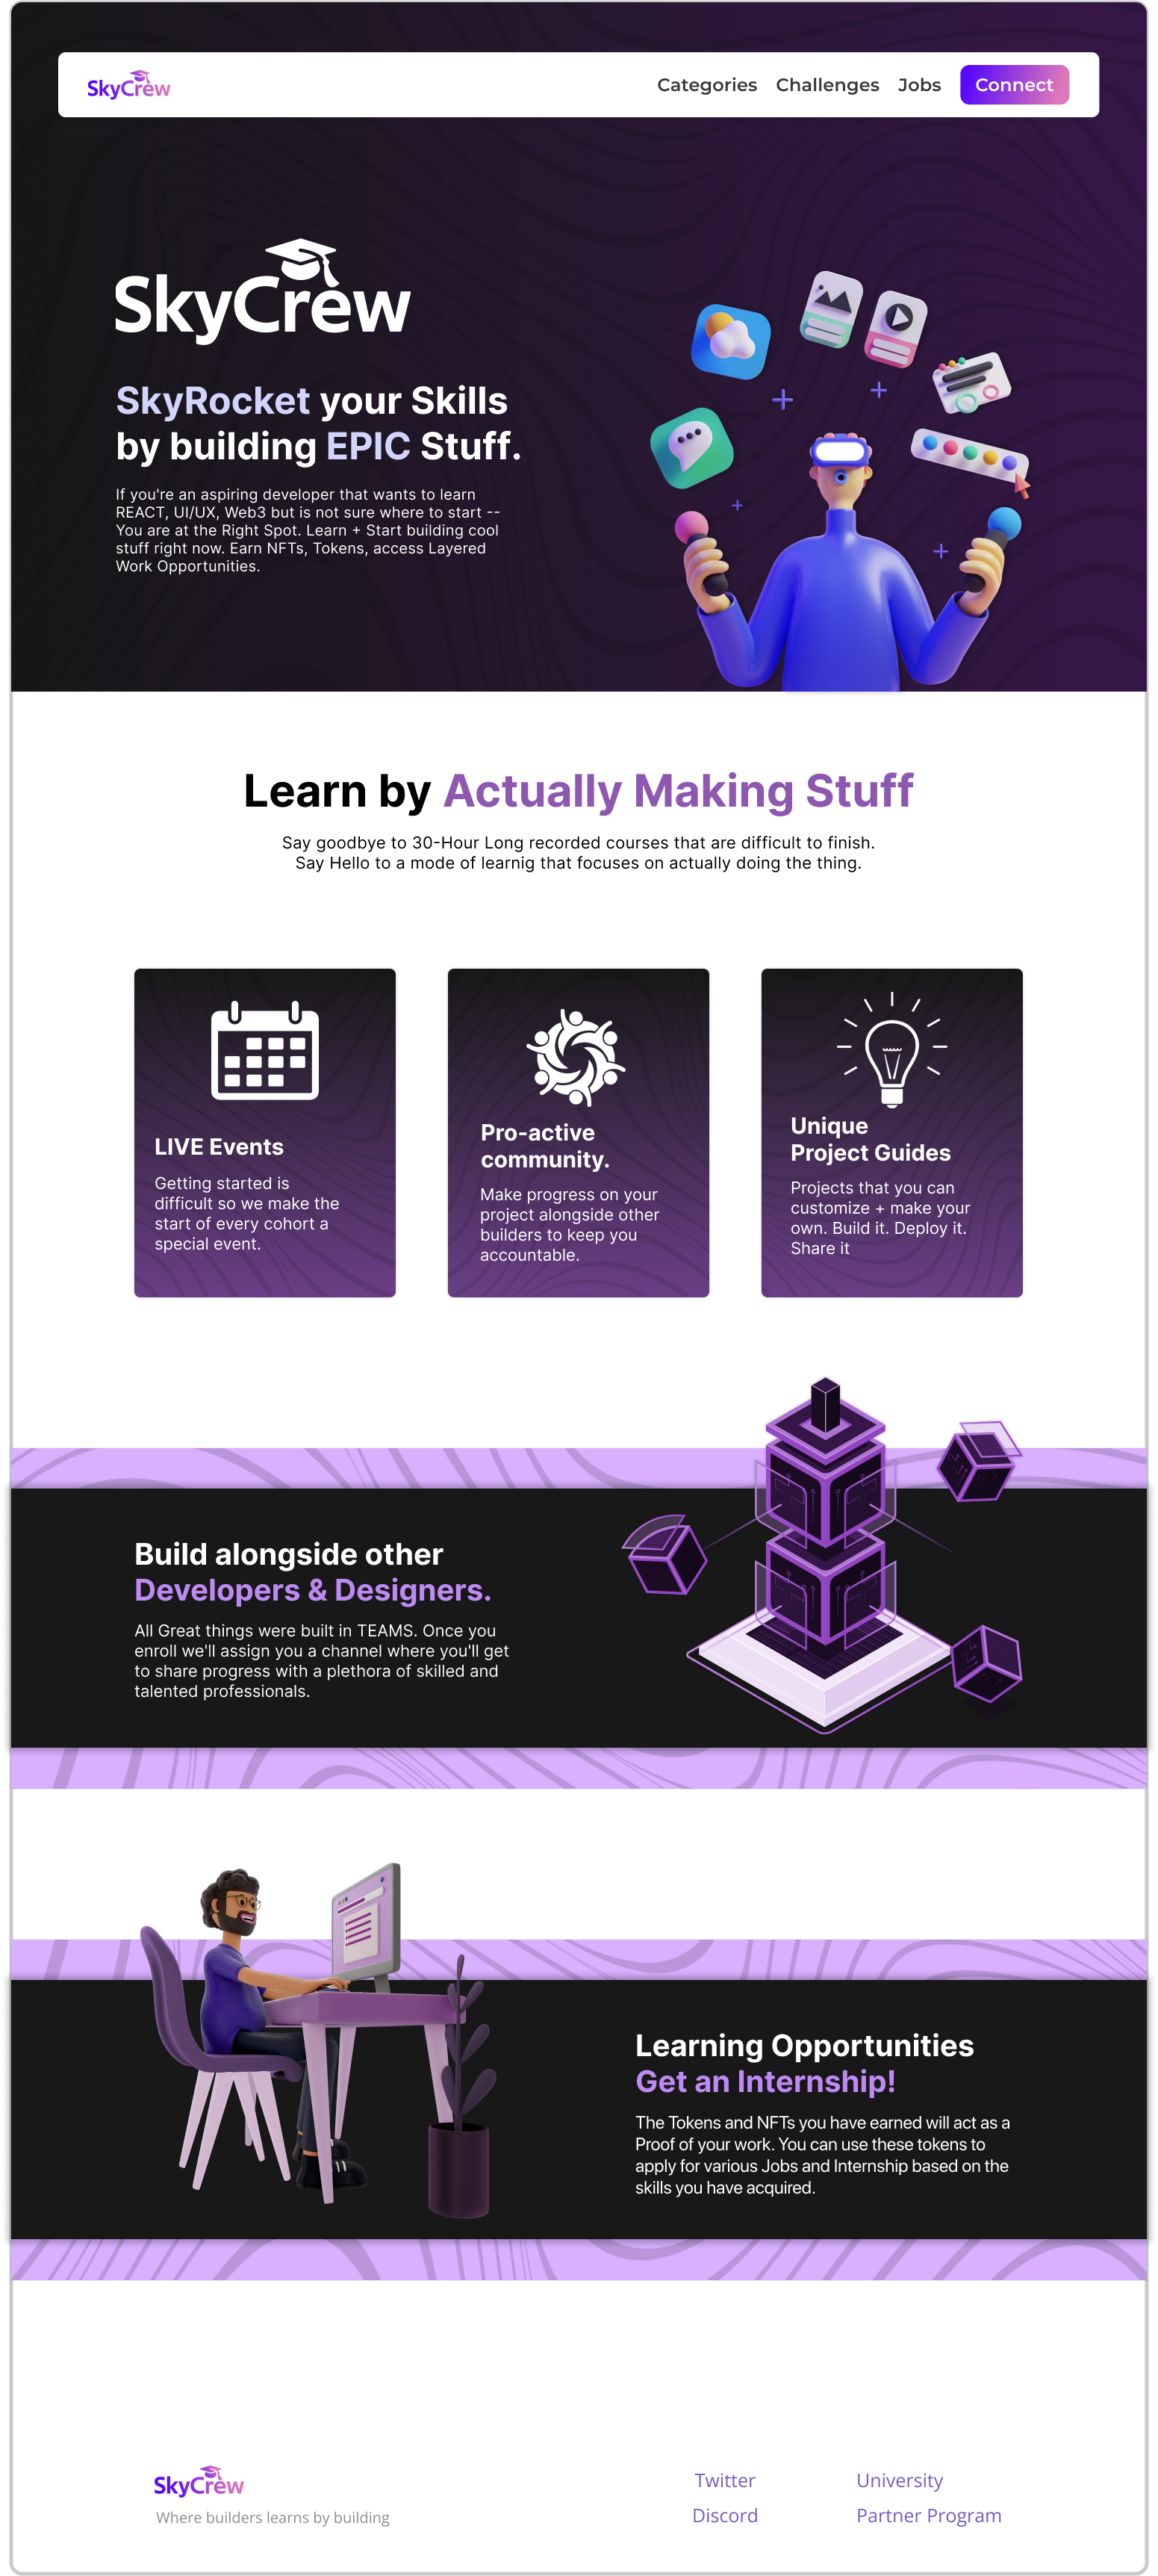 SkyCrew
Categories Challenges Jobs Connect
SkyCrew
SkyRocket your Skills
by building EPIC Stuff.
If you're an aspiring developer that wants to learn
REACT, UI/UX, Web3 but is not sure where to start --
You are at the Right Spot. Learn + Start building cool
stuff right now. Earn NFTs, Tokens, access Layered
Work Opportunities.
Learn by Actually Making Stuff
Say goodbye to 30-Hour Long recorded courses that are difficult to finish.
Say Hello to a mode of learnig that focuses on actually doing the thing.
LIVE Events
Getting started is
difficult so we make the
start of every cohort a
special event.
Pro-active
community.
Make progress on your
project alongside other
builders to keep you
accountable.
Unique
Project Guides
Projects that you can
customize + make your
own. Build it. Deploy it.
Share it
Build alongside other
Developers & Designers.
All Great things were built in TEAMS. Once you
enroll we'll assign you a channel where you'll get
to share progress with a plethora of skilled and
talented professionals.
Learning Opportunities
Get an Internship!
The Tokens and NFTs you have earned will act as a
Proof of your work. You can use these tokens to
apply for various Jobs and Internship based on the
skills you have acquired.
SkyCrew
Where builders learns by building
Twitter
Discord
University
Partner Program